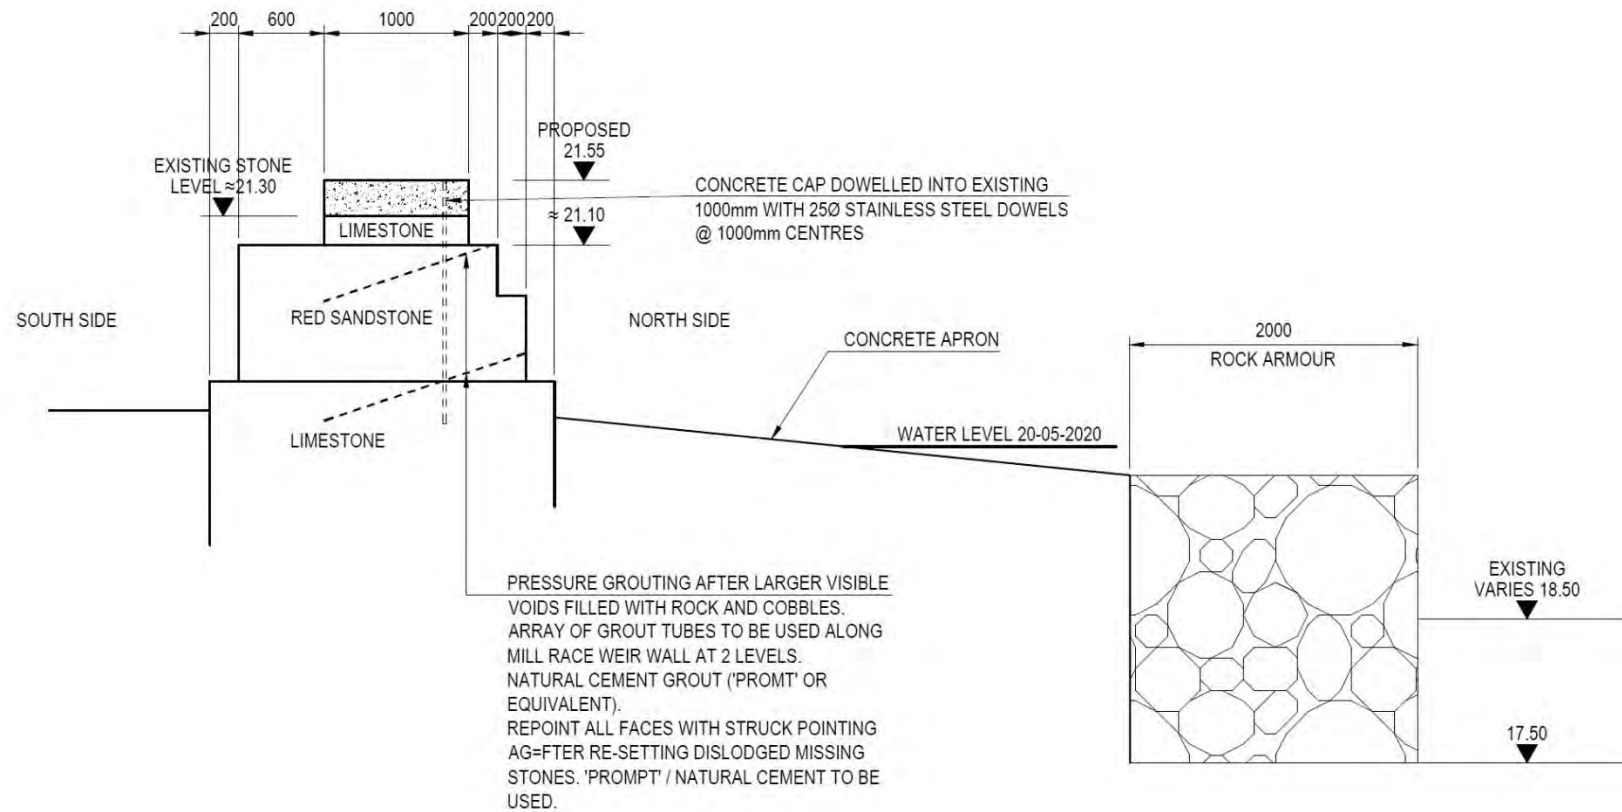 200 600 1000 200 200 200
PROPOSED
21.55
EXISTING STONE
LEVEL ≈21.30
CONCRETE CAP DOWELLED INTO EXISTING
1000mm WITH 25Ø STAINLESS STEEL DOWELS
@ 1000mm CENTRES
≈ 21.10
LIMESTONE
SOUTH SIDE
RED SANDSTONE
NORTH SIDE
CONCRETE APRON
2000
ROCK ARMOUR
LIMESTONE
WATER LEVEL 20-05-2020
EXISTING
VARIES 18.50
17.50
PRESSURE GROUTING AFTER LARGER VISIBLE
VOIDS FILLED WITH ROCK AND COBBLES.
ARRAY OF GROUT TUBES TO BE USED ALONG
MILL RACE WEIR WALL AT 2 LEVELS.
NATURAL CEMENT GROUT ('PROMT' OR
EQUIVALENT).
REPOINT ALL FACES WITH STRUCK POINTING
AG=FTER RE-SETTING DISLODGED MISSING
STONES. 'PROMPT' / NATURAL CEMENT TO BE
USED.